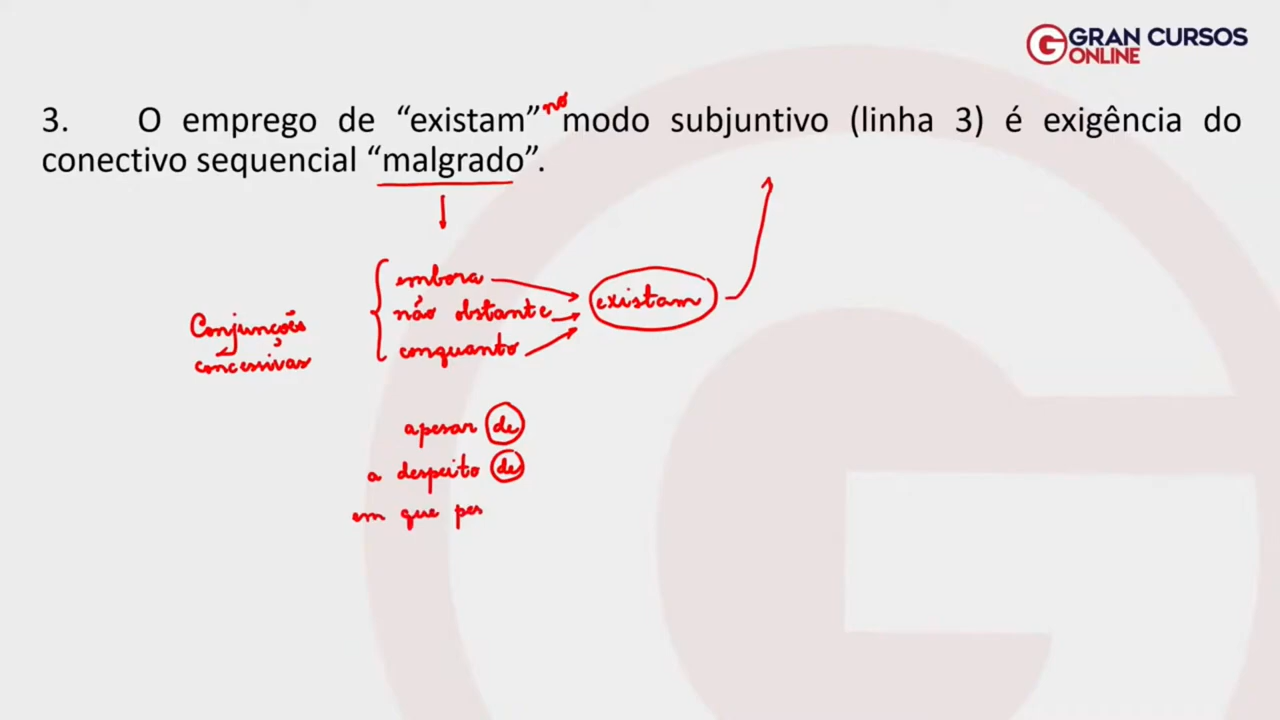 GRAN CURSOS
ONLINE
3. O emprego de “existam” no modo subjuntivo (linha 3) é exigência do
conectivo sequencial “malgrado”.
embora
não obstante
conquanto
existam
Conjunções
concessivas
apesar de
a despeito de
em que pes